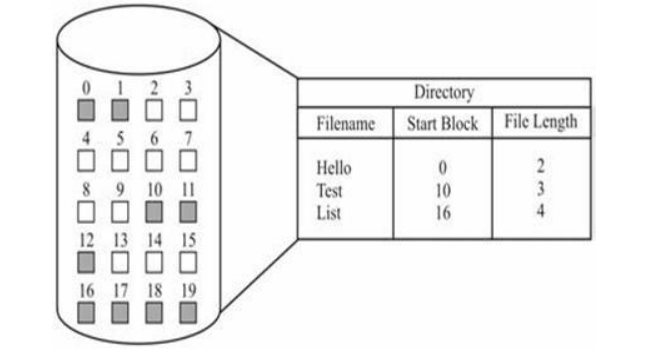 0 1 2 3
4 5 6 7
8 9 10 11
12 13 14 15
16 17 18 19
Directory
Filename Start Block File Length
Hello 0 2
Test 10 3
List 16 4